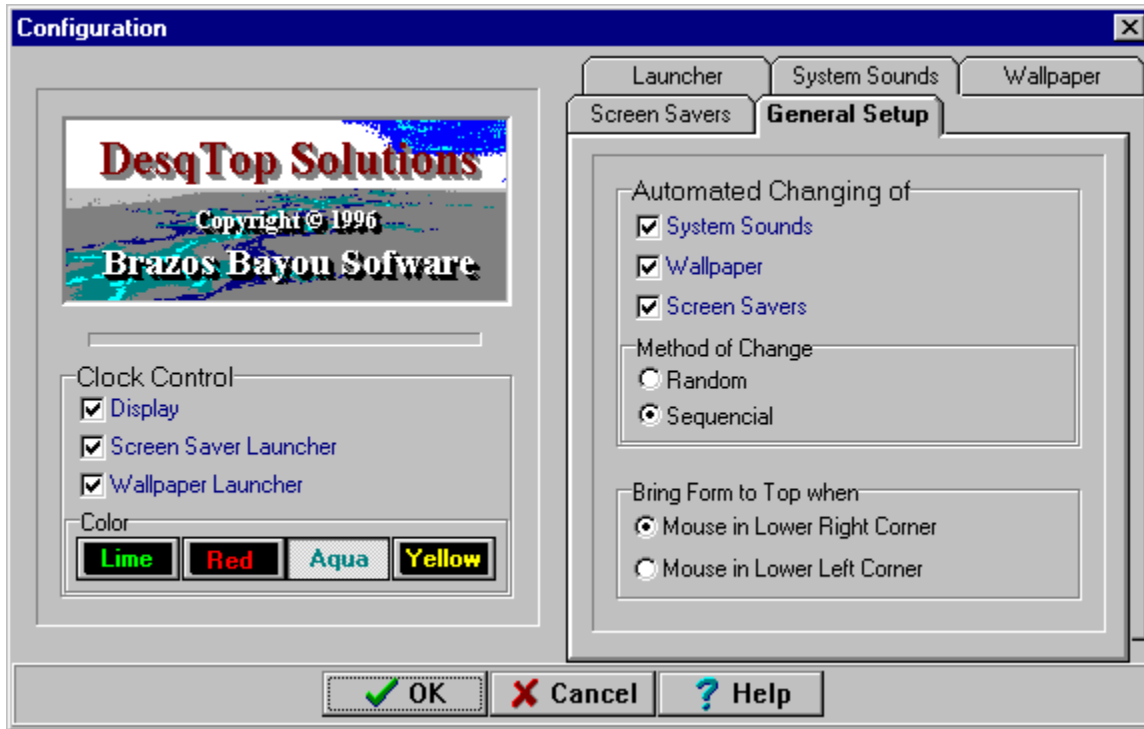 Configuration
DesqTop Solutions
Copyright © 1996
Brazos Bayou Sofware
Clock Control
Display
Screen Saver Launcher
Wallpaper Launcher
Color
Lime Red Aqua Yellow
Launcher System Sounds Wallpaper
Screen Savers General Setup
Automated Changing of
System Sounds
Wallpaper
Screen Savers
Method of Change
Random
Sequencial
Bring Form to Top when
Mouse in Lower Right Corner
Mouse in Lower Left Corner
OK Cancel ? Help